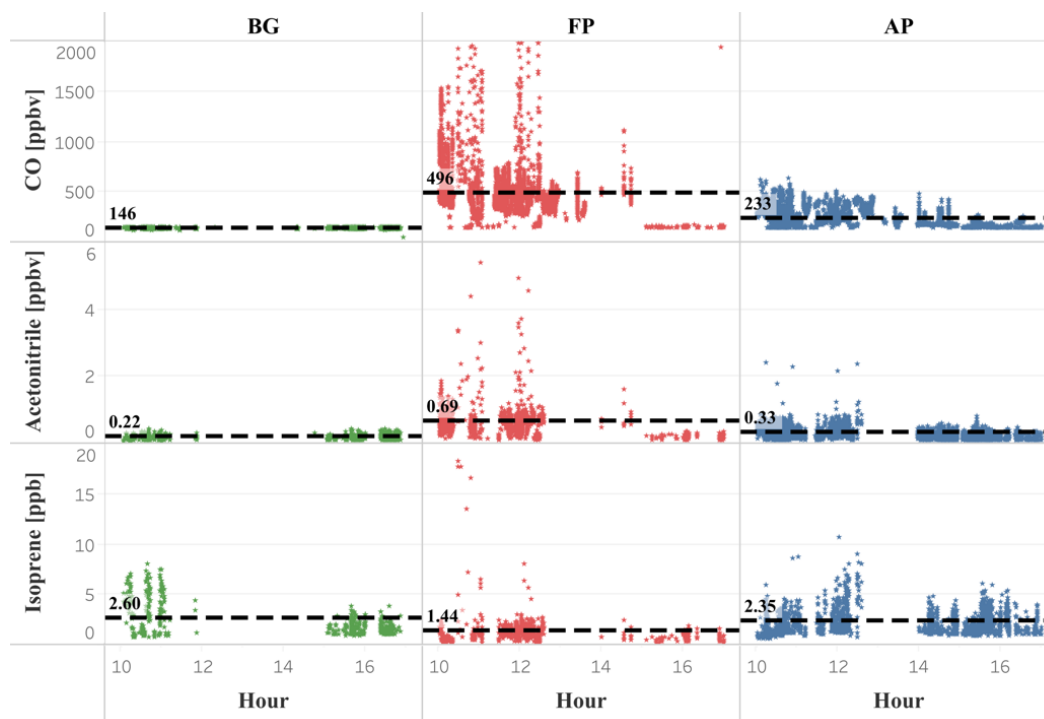 BG FP AP
CO [ppbv]
2000
1500
1000
500
0
146 496 233
Acetonitrile [ppbv]
6
4
2
0
0.22 0.69 0.33
Isoprene [ppb]
20
15
10
5
0
2.60 1.44 2.35
10 12 14 16 10 12 14 16 10 12 14 16
Hour Hour Hour